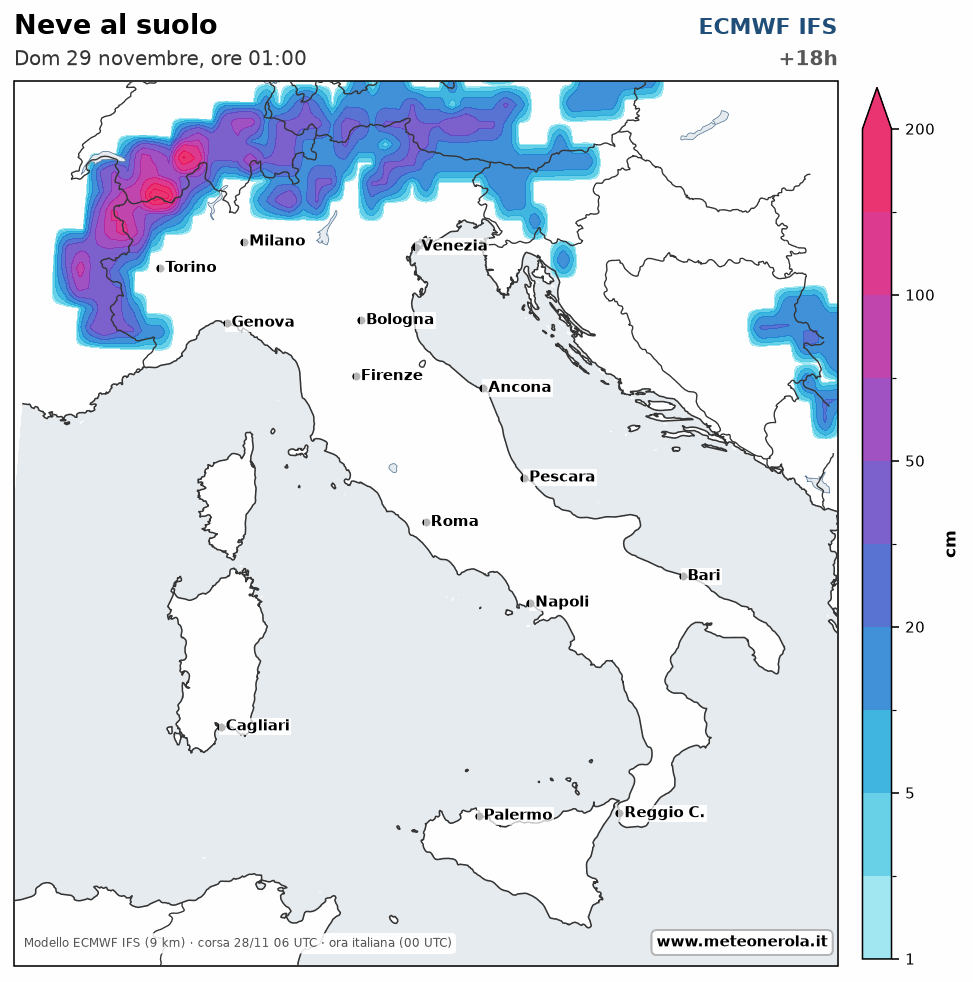 Neve al suolo
ECMWF IFS
Dom 29 novembre, ore 01:00
+18h
200
100
50
20
5
1
cm
Milano
Venezia
Torino
Genova
Bologna
Firenze
Ancona
Pescara
Roma
Bari
Napoli
Cagliari
Palermo
Reggio C.
Modello ECMWF IFS (9 km) · corsa 28/11 06 UTC · ora italiana (00 UTC)
www.meteonerola.it